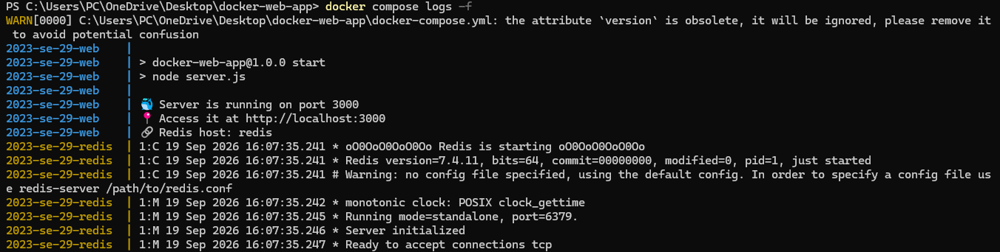 PS C:\Users\PC\OneDrive\Desktop\docker-web-app> docker compose logs -f
WARN[0000] C:\Users\PC\OneDrive\Desktop\docker-web-app\docker-compose.yml: the attribute `version` is obsolete, it will be ignored, please remove it
 to avoid potential confusion
2023-se-29-web    |
2023-se-29-web    | > docker-web-app@1.0.0 start
2023-se-29-web    | > node server.js
2023-se-29-web    |
2023-se-29-web    | 🐳 Server is running on port 3000
2023-se-29-web    | 📍 Access it at http://localhost:3000
2023-se-29-web    | 🔗 Redis host: redis
2023-se-29-redis  | 1:C 19 Sep 2026 16:07:35.241 * oO0OoO0OoO0Oo Redis is starting oO0OoO0OoO0Oo
2023-se-29-redis  | 1:C 19 Sep 2026 16:07:35.241 * Redis version=7.4.11, bits=64, commit=00000000, modified=0, pid=1, just started
2023-se-29-redis  | 1:C 19 Sep 2026 16:07:35.241 # Warning: no config file specified, using the default config. In order to specify a config file us
e redis-server /path/to/redis.conf
2023-se-29-redis  | 1:M 19 Sep 2026 16:07:35.242 * monotonic clock: POSIX clock_gettime
2023-se-29-redis  | 1:M 19 Sep 2026 16:07:35.245 * Running mode=standalone, port=6379.
2023-se-29-redis  | 1:M 19 Sep 2026 16:07:35.246 * Server initialized
2023-se-29-redis  | 1:M 19 Sep 2026 16:07:35.247 * Ready to accept connections tcp